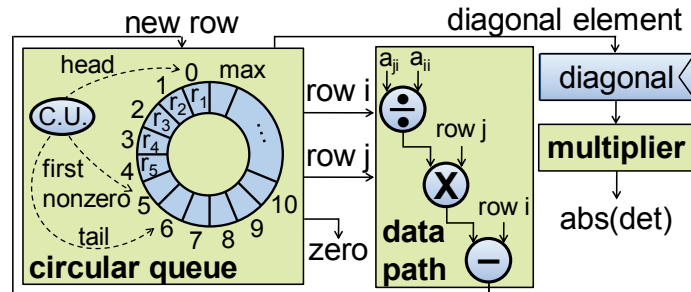 new row
diagonal element
head
0
max
1
2
3
4
5
6
7
8
9
10
r1
r2
r3
r4
r5
...
C.U.
first
nonzero
tail
circular queue
row i
row j
zero
aji
aii
÷
row j
X
row i
−
data
path
diagonal
multiplier
abs(det)